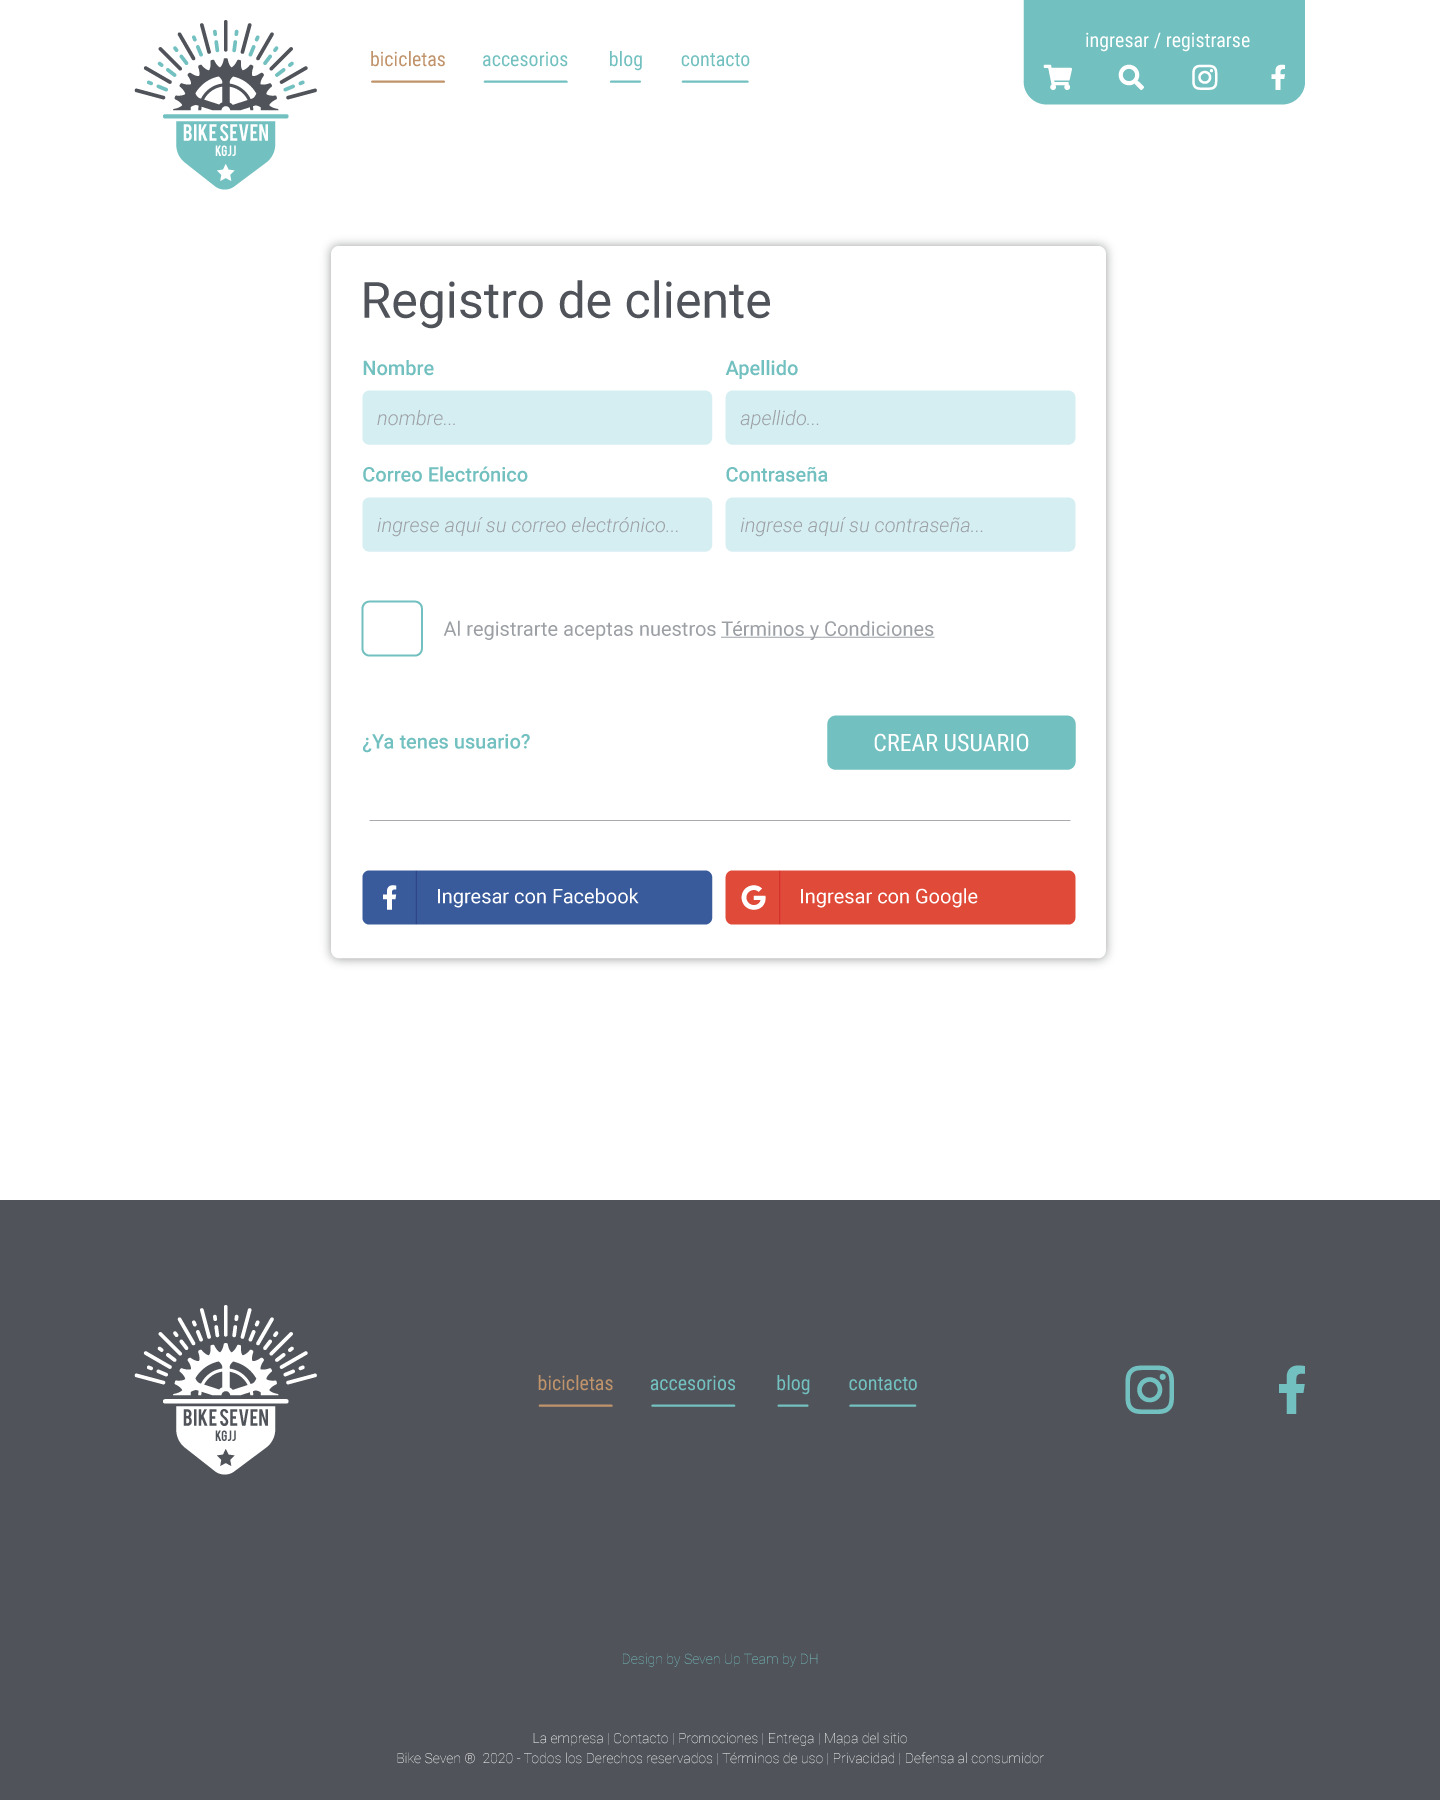 bicicletas accesorios blog contacto
ingresar / registrarse
BIKE SEVEN
KGJJ
Registro de cliente
Nombre Apellido
nombre... apellido...
Correo Electrónico Contraseña
ingrese aquí su correo electrónico... ingrese aquí su contraseña...
Al registrarte aceptas nuestros Términos y Condiciones
¿Ya tenes usuario? CREAR USUARIO
Ingresar con Facebook Ingresar con Google
bicicletas accesorios blog contacto
BIKE SEVEN
KGJJ
Design by Seven Up Team by DH
La empresa | Contacto | Promociones | Entrega | Mapa del sitio
Bike Seven ® 2020 - Todos los Derechos reservados | Términos de uso | Privacidad | Defensa al consumidor